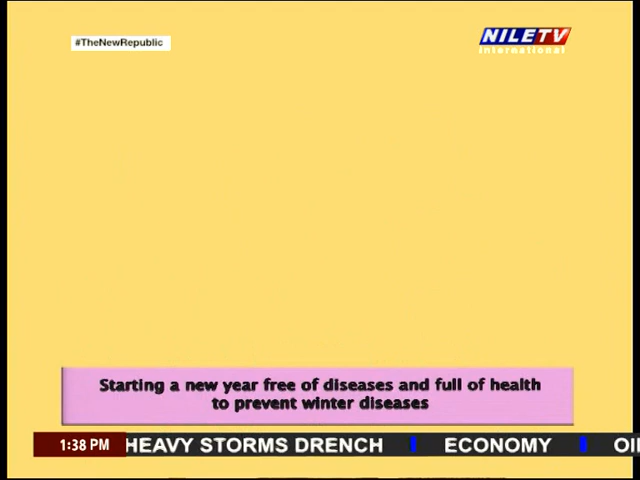 #TheNewRepublic
NILETV
international
Starting a new year free of diseases and full of health
to prevent winter diseases
1:38 PM HEAVY STORMS DRENCH ECONOMY OI